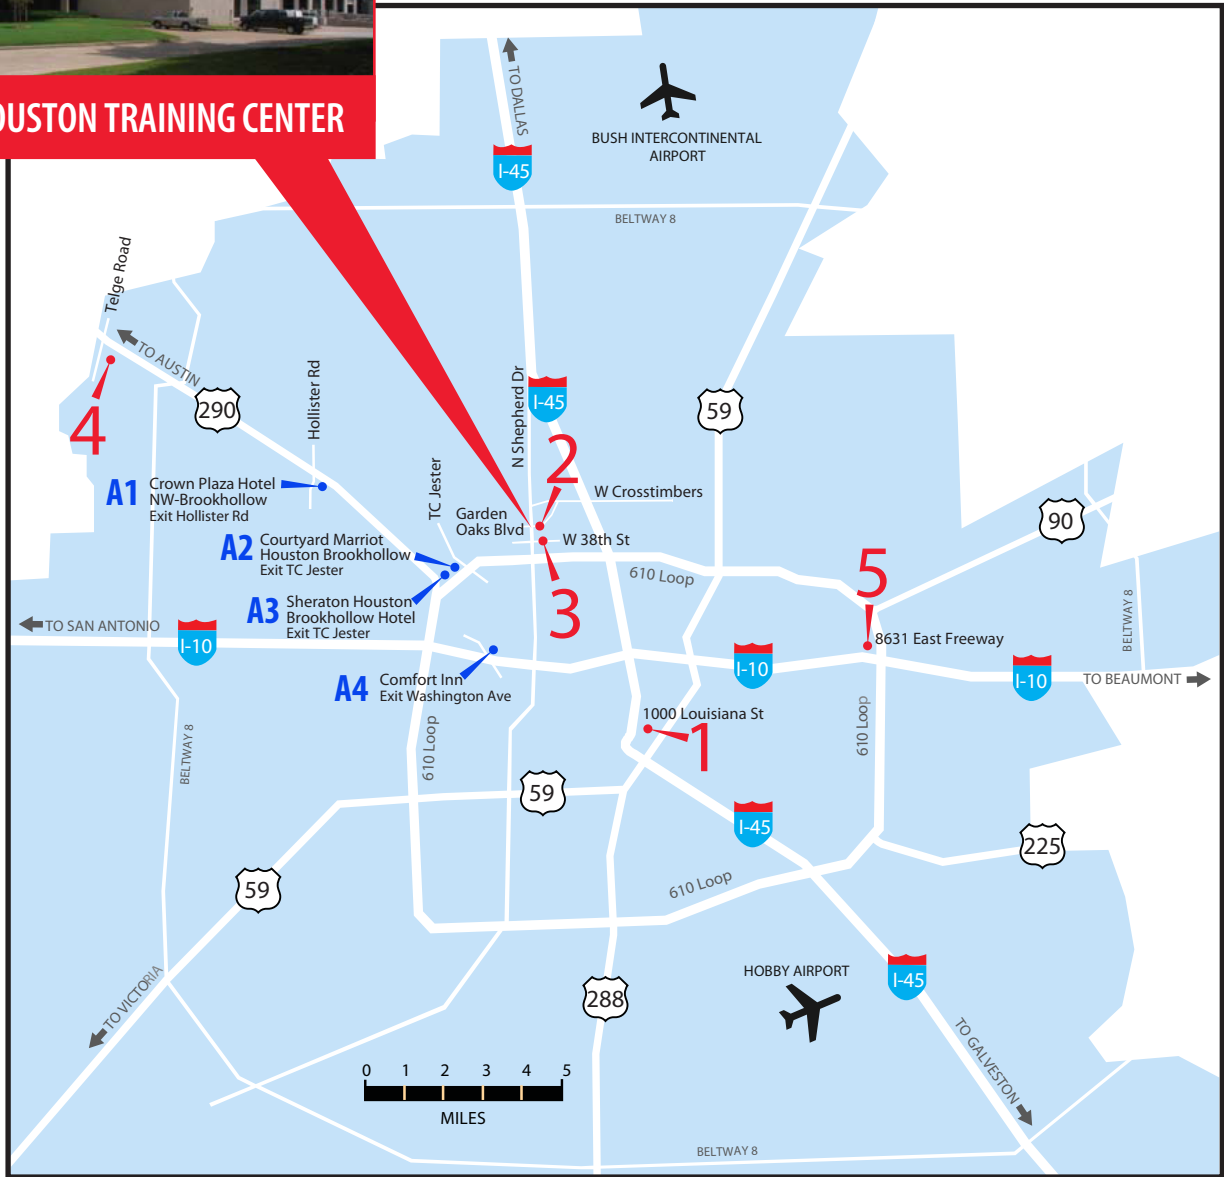 OUSTON TRAINING CENTER
TO DALLAS
I-45
BUSH INTERCONTINENTAL
AIRPORT
BELTWAY 8
Telge Road
TO AUSTIN
290
4
Hollister Rd
N Shepherd Dr
I-45
59
2
A1
Crown Plaza Hotel
NW-Brookhollow
Exit Hollister Rd
TC Jester
W Crosstimbers
Garden
Oaks Blvd
W 38th St
90
A2
Courtyard Marriot
Houston Brookhollow
Exit TC Jester
610 Loop
5
3
A3
Sheraton Houston
Brookhollow Hotel
Exit TC Jester
TO SAN ANTONIO
I-10
8631 East Freeway
BELTWAY 8
I-10
I-10
TO BEAUMONT
A4
Comfort Inn
Exit Washington Ave
1000 Louisiana St
1
610 Loop
610 Loop
BELTWAY 8
59
I-45
225
59
610 Loop
HOBBY AIRPORT
I-45
288
TO VICTORIA
TO GALVESTON
0 1 2 3 4 5
MILES
BELTWAY 8